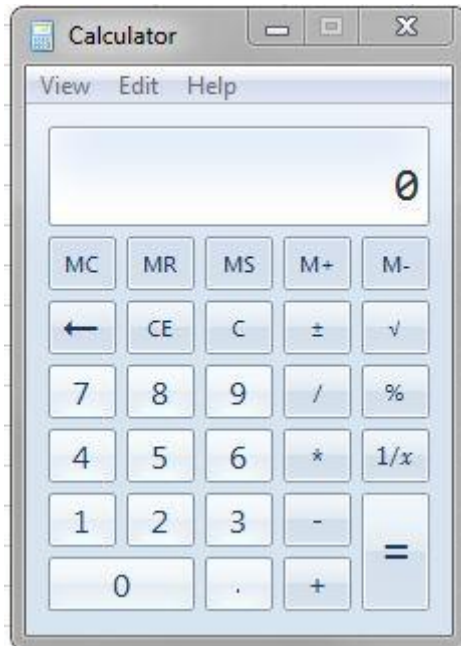 Calculator
View Edit Help
0
MC MR MS M+ M-
← CE C ± √
7 8 9 / %
4 5 6 * 1/x
1 2 3 - =
0 . +